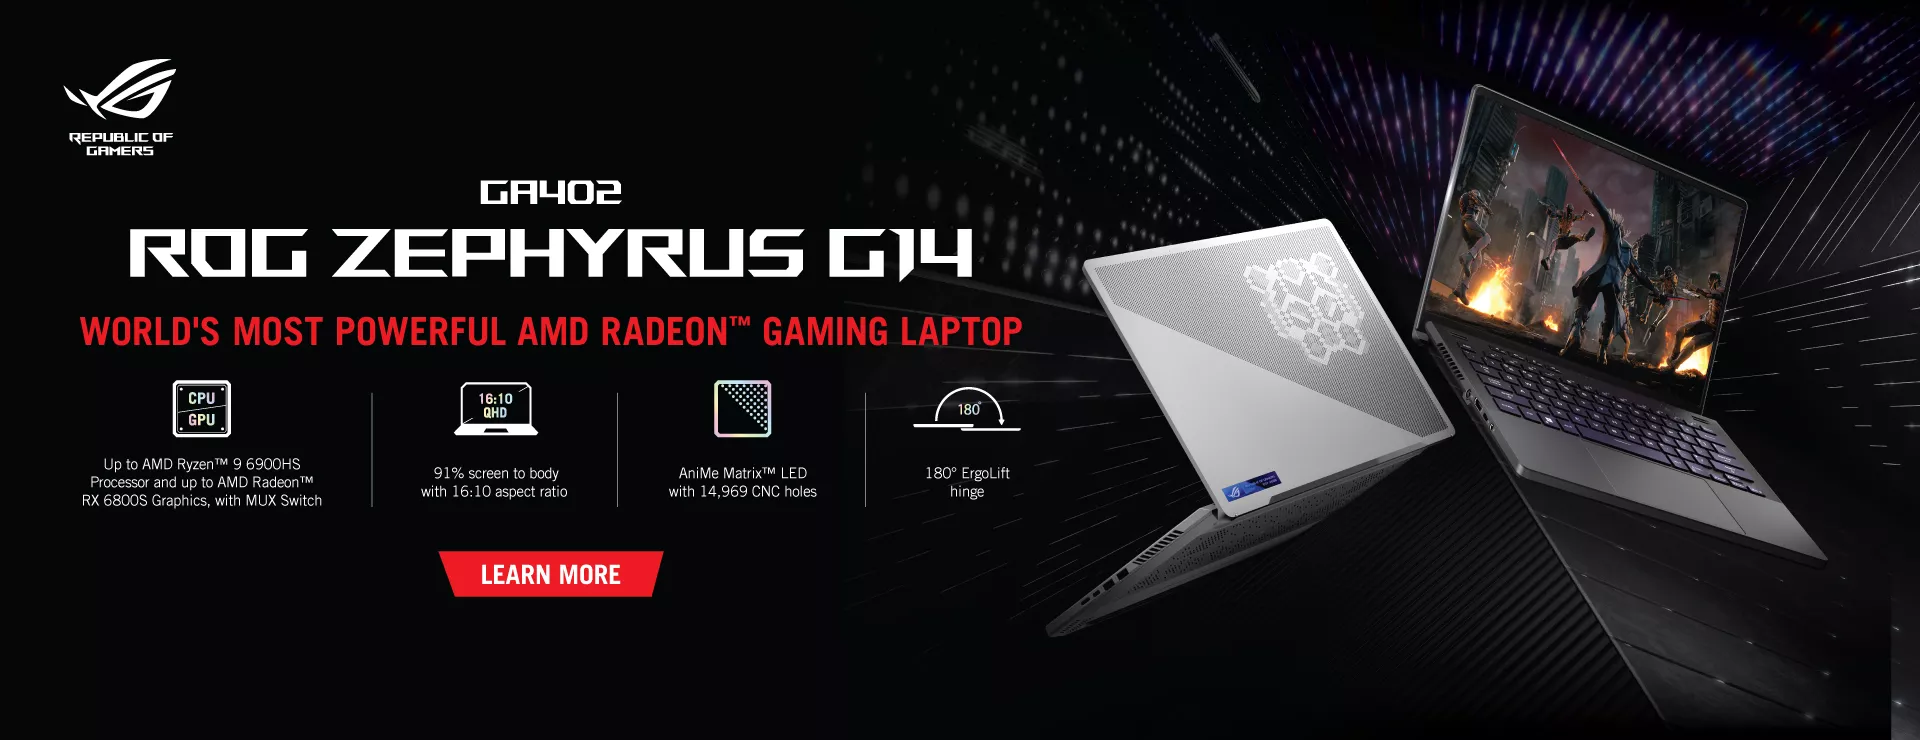 REPUBLIC OF
GAMERS
GA402
ROG ZEPHYRUS G14
WORLD'S MOST POWERFUL AMD RADEON™ GAMING LAPTOP
CPU
GPU
Up to AMD Ryzen™ 9 6900HS
Processor and up to AMD Radeon™
RX 6800S Graphics, with MUX Switch
16:10
QHD
91% screen to body
with 16:10 aspect ratio
AniMe Matrix™ LED
with 14,969 CNC holes
180°
180° ErgoLift
hinge
LEARN MORE